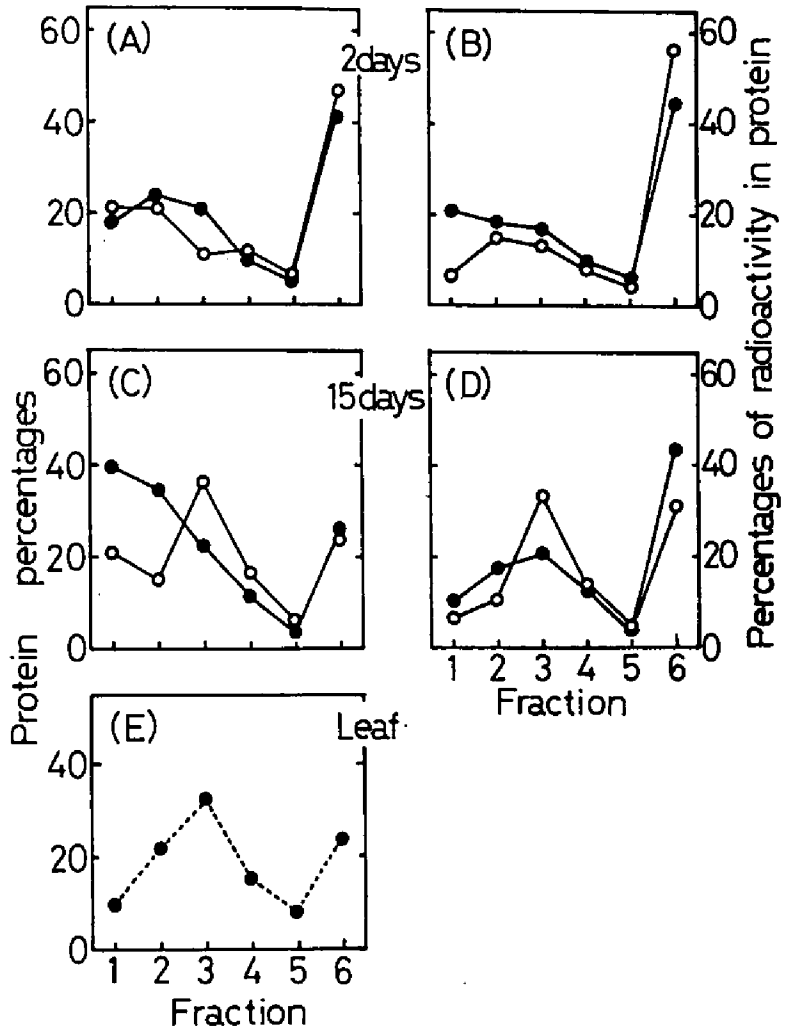 Protein percentages
Percentages of radioactivity in protein
(A)
2days
60
40
20
0
(B)
60
40
20
0
(C)
15days
60
40
20
0
(D)
60
40
20
0
1 2 3 4 5 6
Fraction
(E)
Leaf
40
20
0
1 2 3 4 5 6
Fraction